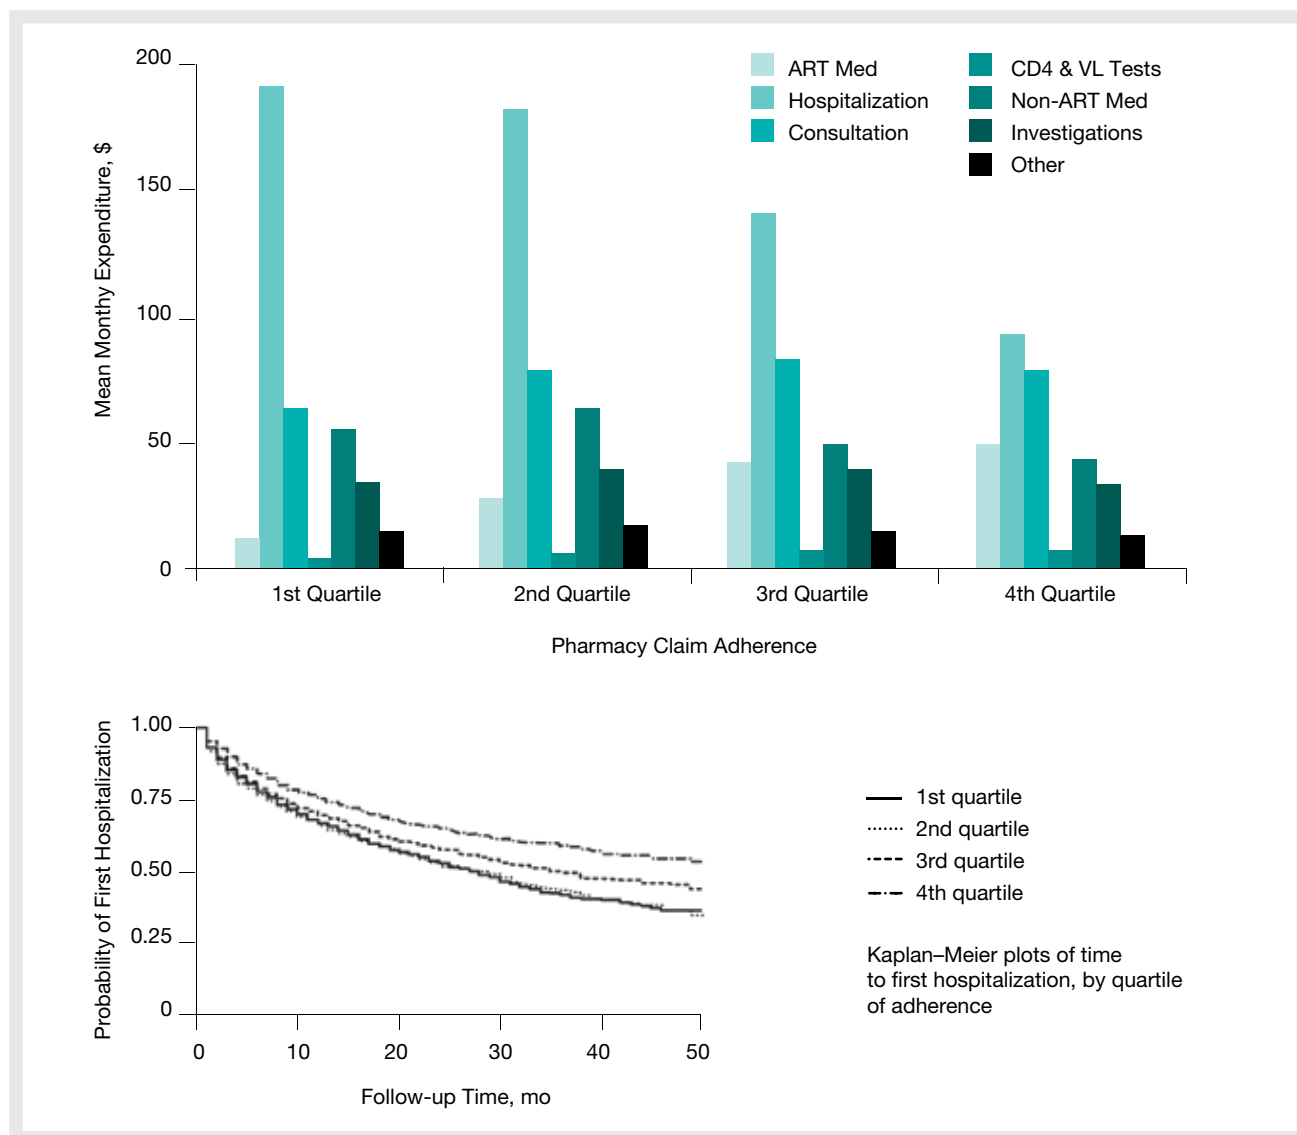 200
150
100
50
0
Mean Monthy Expenditure, $
ART Med
Hospitalization
Consultation
CD4 & VL Tests
Non-ART Med
Investigations
Other
1st Quartile
2nd Quartile
3rd Quartile
4th Quartile
Pharmacy Claim Adherence
1.00
0.75
0.50
0.25
0
Probability of First Hospitalization
0
10
20
30
40
50
Follow-up Time, mo
1st quartile
2nd quartile
3rd quartile
4th quartile
Kaplan–Meier plots of time
to first hospitalization, by quartile
of adherence